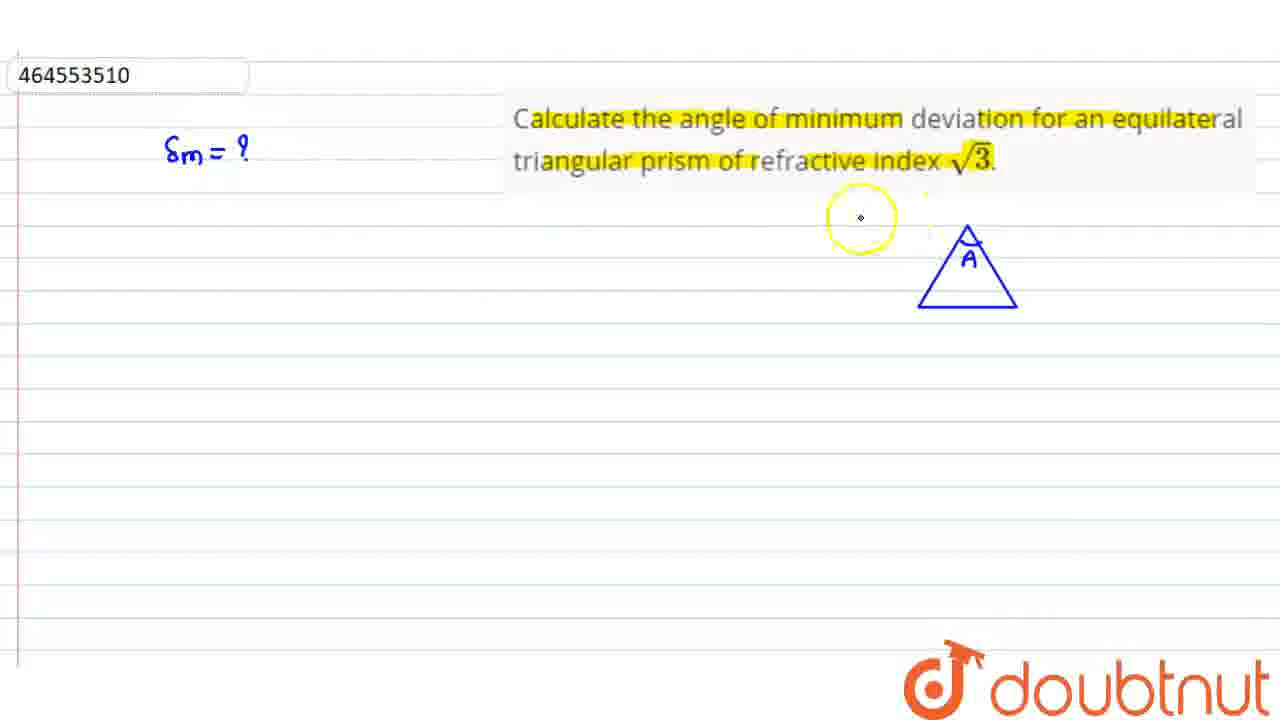 464553510
Calculate the angle of minimum deviation for an equilateral
triangular prism of refractive index √3.
δm = ?
A
doubtnut